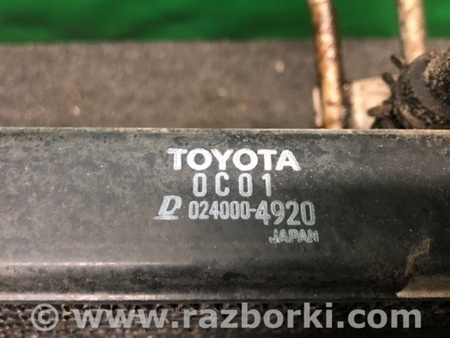 TOYOTA
0C01
D 024000-4920
JAPAN
www.razborki.com